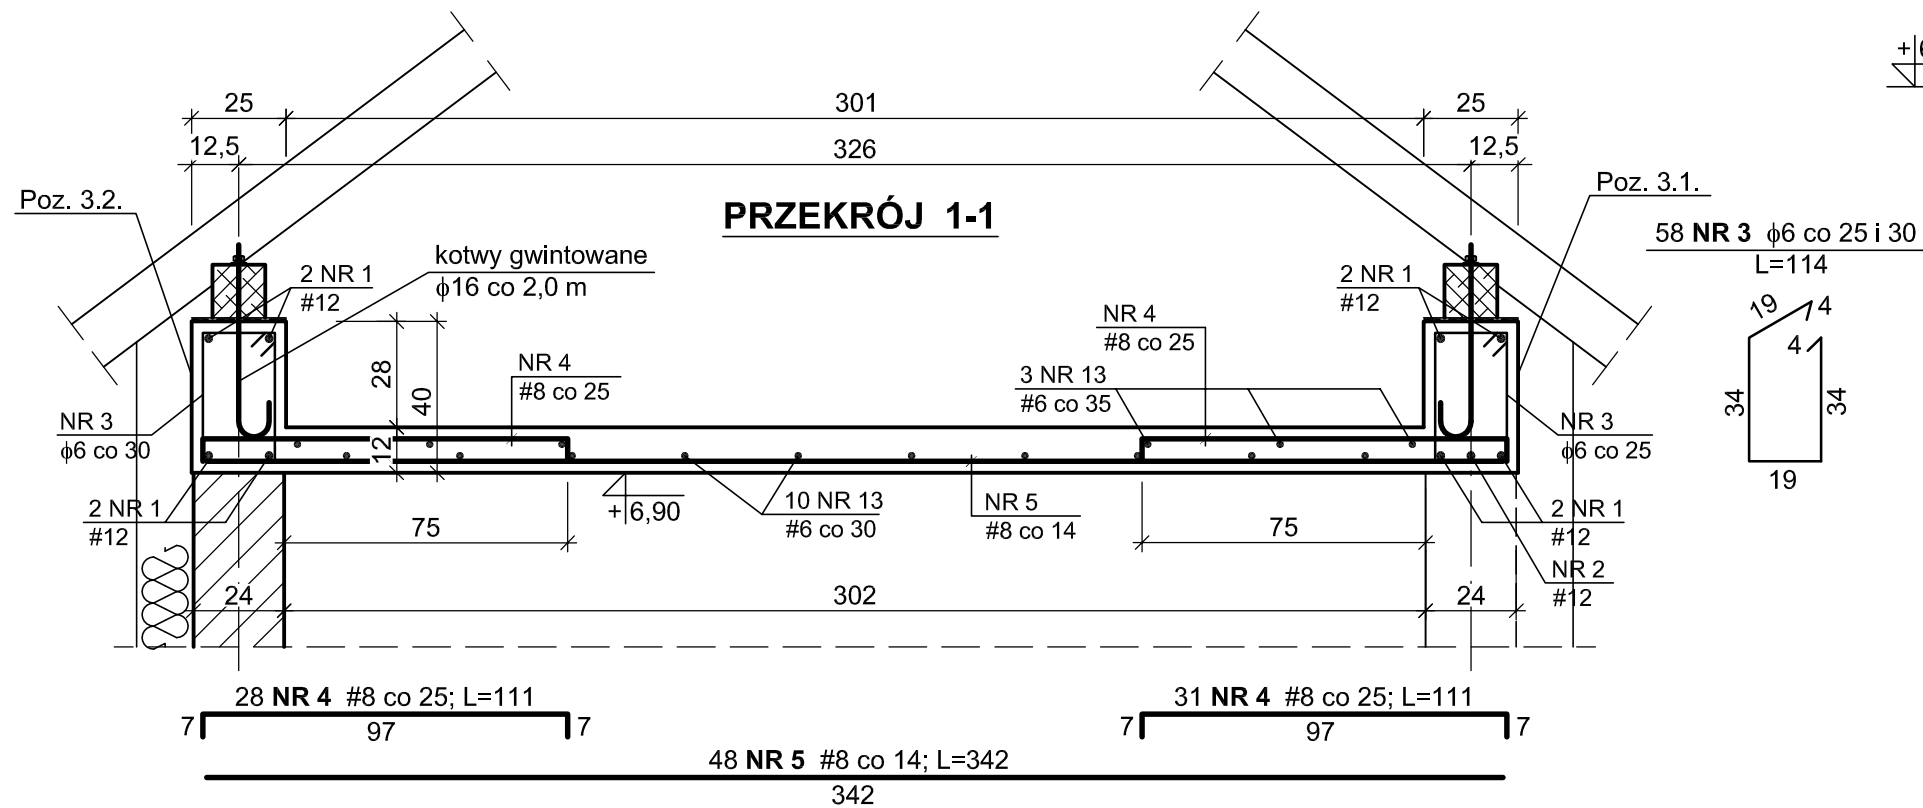 25
301
25
12,5
326
12,5
Poz. 3.2.
PRZEKRÓJ 1-1
Poz. 3.1.
58 NR 3 ϕ6 co 25 i 30
L=114
kotwy gwintowane
ϕ16 co 2,0 m
2 NR 1
#12
2 NR 1
#12
NR 4
#8 co 25
19
4
4
34
34
19
28
40
12
NR 4
#8 co 25
3 NR 13
#6 co 35
NR 3
ϕ6 co 30
NR 3
ϕ6 co 25
2 NR 1
#12
75
+6,90
10 NR 13
#6 co 30
NR 5
#8 co 14
75
2 NR 1
#12
NR 2
#12
24
302
24
28 NR 4 #8 co 25; L=111
7
97
7
31 NR 4 #8 co 25; L=111
7
97
7
48 NR 5 #8 co 14; L=342
342